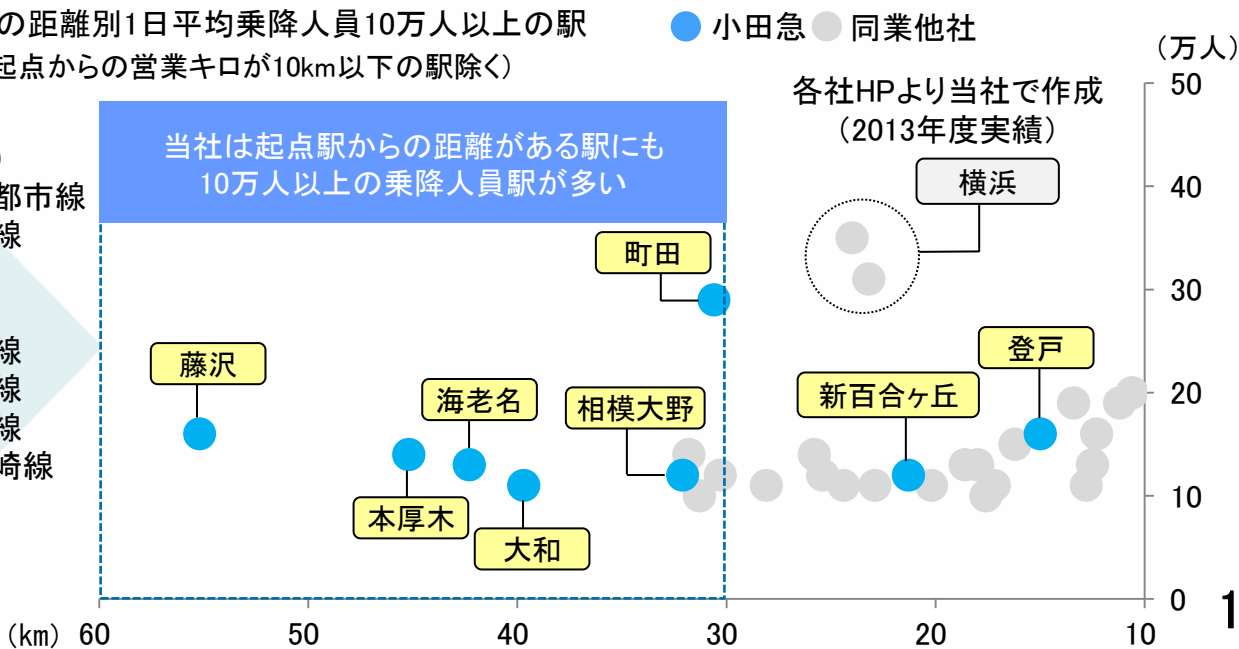 の距離別1日平均乗降人員10万人以上の駅
起点からの営業キロが10km以下の駅除く）
小田急
同業他社
（万人）
各社HPより当社で作成
（2013年度実績）
当社は起点駅からの距離がある駅にも
10万人以上の乗降人員駅が多い
）
都市線
線
線
線
線
崎線
横浜
町田
登戸
藤沢
海老名
相模大野
新百合ヶ丘
本厚木
大和
50
40
30
20
10
0
（km）
60
50
40
30
20
10
1